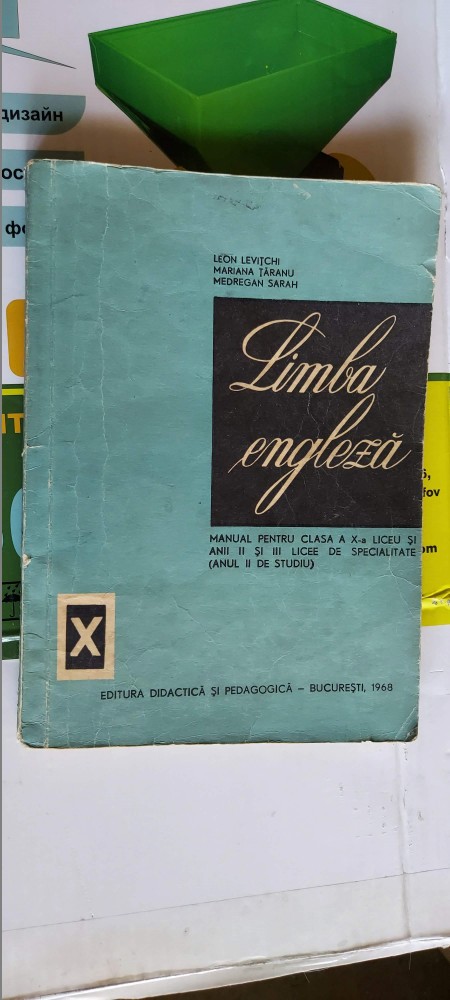 дизайн
LEON LEVIȚCHI
MARIANA ȚĂRANU
MEDREGAN SARAH
Limba
engleză
MANUAL PENTRU CLASA A X-a LICEU ȘI
ANII II ȘI III LICEE DE SPECIALITATE
(ANUL II DE STUDIU)
X
EDITURA DIDACTICĂ ȘI PEDAGOGICĂ – BUCUREȘTI, 1968